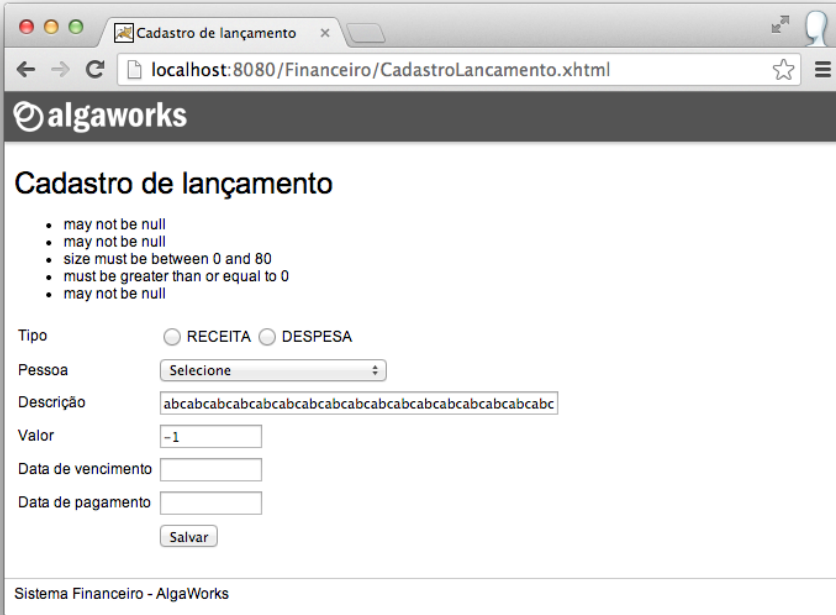 Cadastro de lançamento
localhost:8080/Financeiro/CadastroLancamento.xhtml
algaworks
Cadastro de lançamento
may not be null
may not be null
size must be between 0 and 80
must be greater than or equal to 0
may not be null
Tipo RECEITA DESPESA
Pessoa Selecione
Descrição abcabcabcabcabcabcabcabcabcabcabcabcabcabcabcabcabc
Valor -1
Data de vencimento
Data de pagamento
Salvar
Sistema Financeiro - AlgaWorks